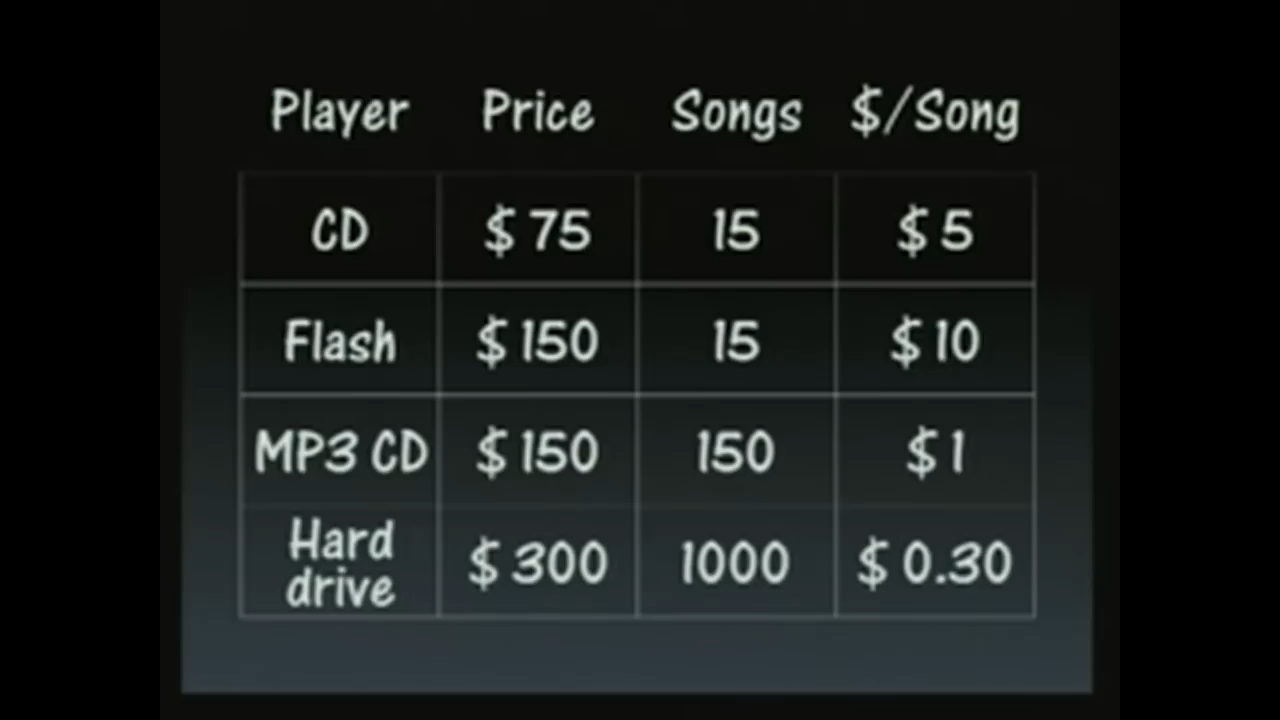 Player Price Songs $/Song
CD $75 15 $5
Flash $150 15 $10
MP3 CD $150 150 $1
Hard drive $300 1000 $0.30